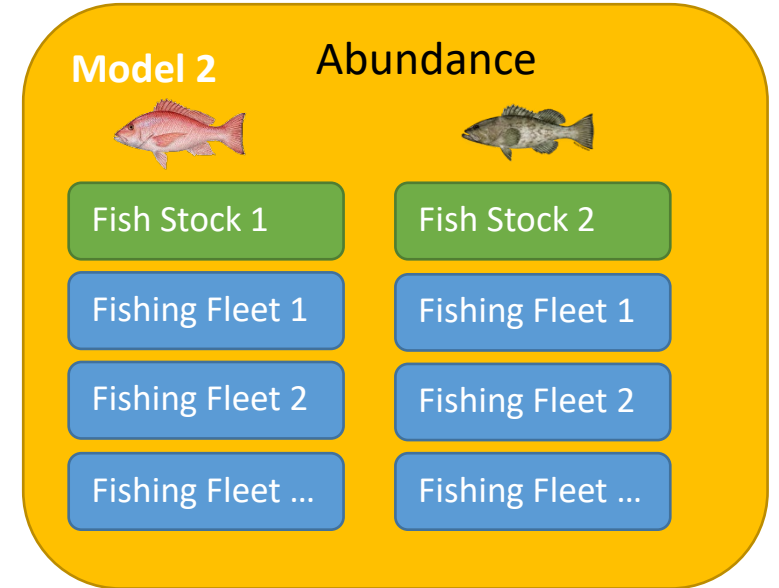 Model 2
Abundance
Fish Stock 1
Fishing Fleet 1
Fishing Fleet 2
Fishing Fleet ...
Fish Stock 2
Fishing Fleet 1
Fishing Fleet 2
Fishing Fleet ...